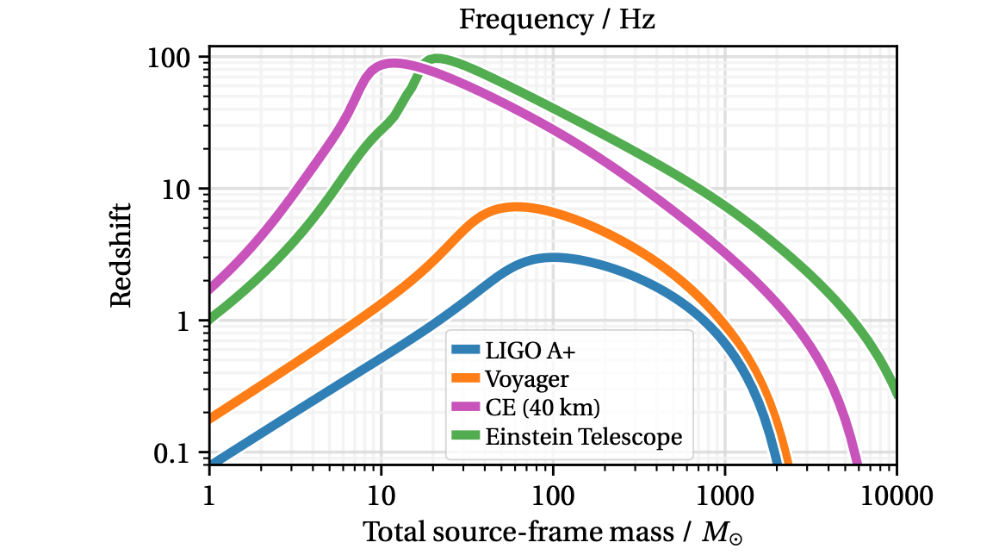 Frequency / Hz
100
10
1
0.1
Redshift
LIGO A+
Voyager
CE (40 km)
Einstein Telescope
1 10 100 1000 10000
Total source-frame mass / M⊙